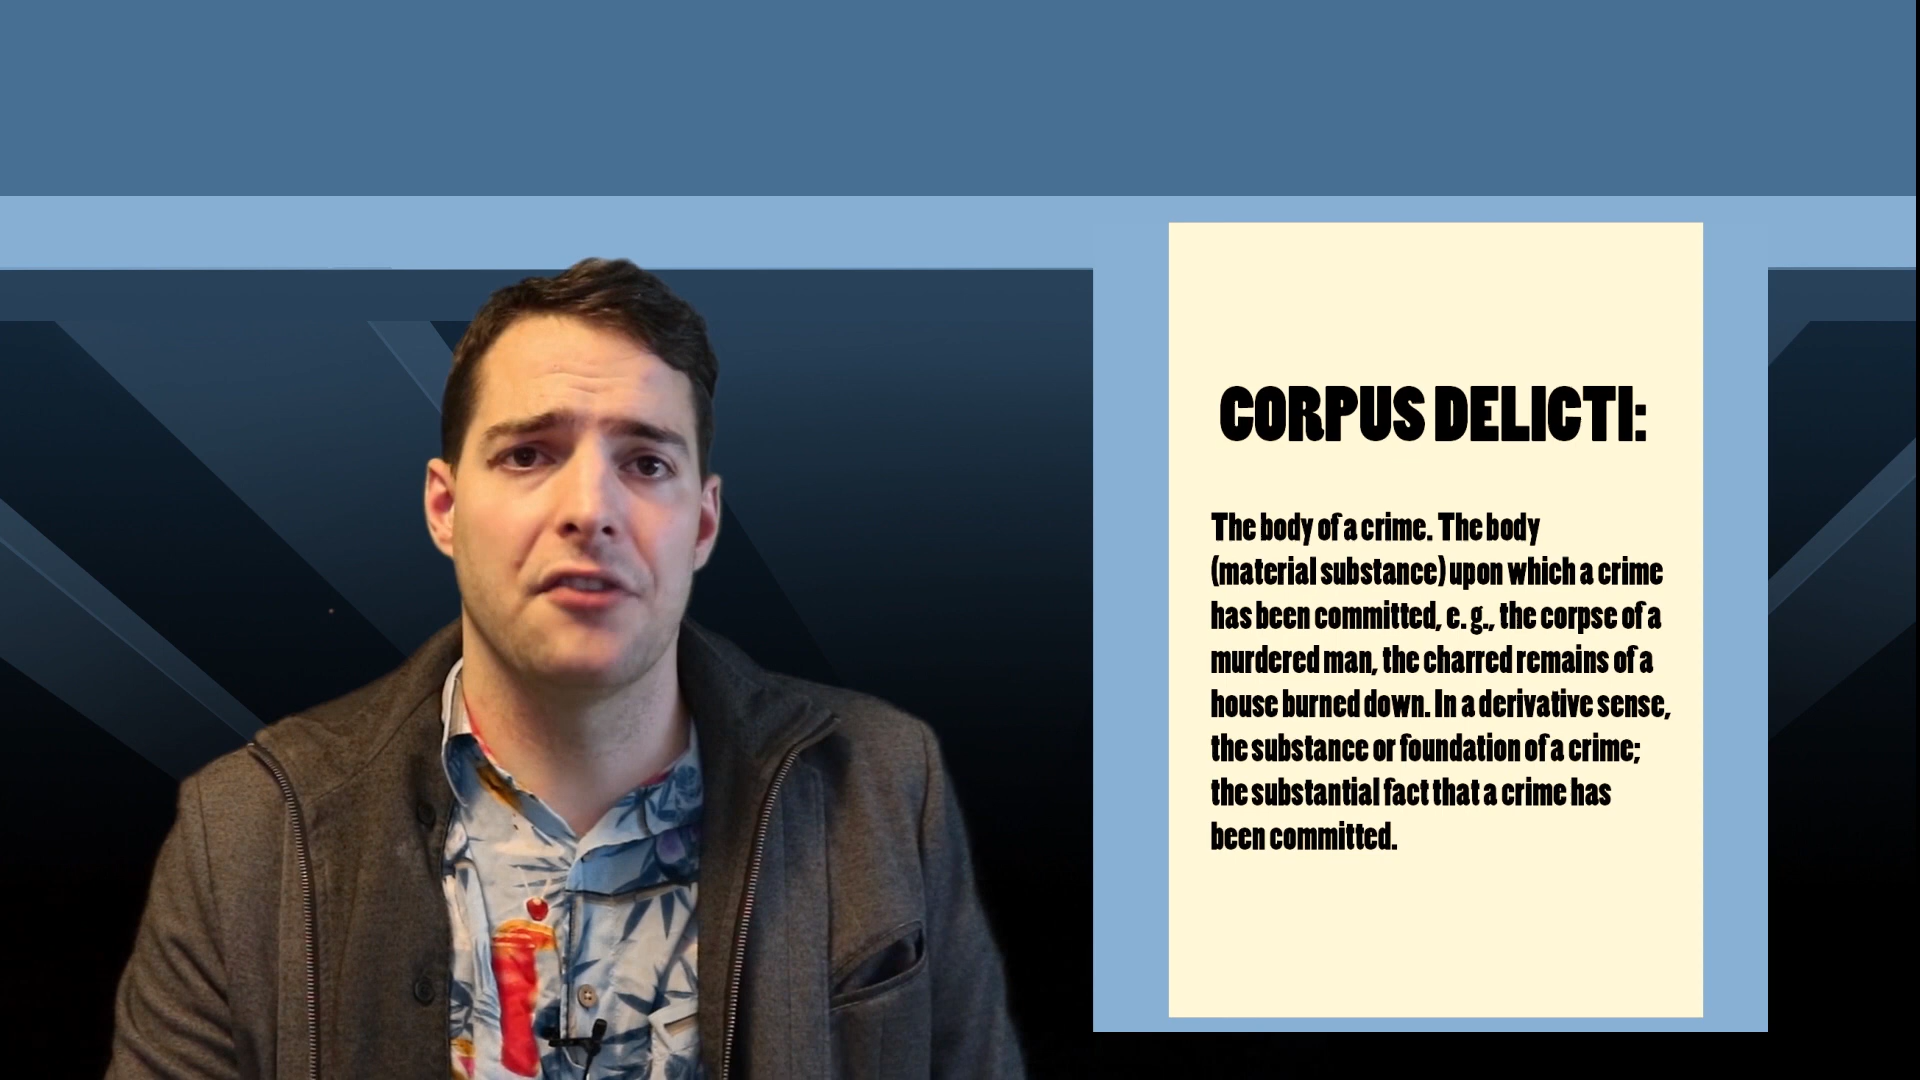 CORPUS DELICTI:
The body of a crime. The body
(material substance) upon which a crime
has been committed, e. g., the corpse of a
murdered man, the charred remains of a
house burned down. In a derivative sense,
the substance or foundation of a crime;
the substantial fact that a crime has
been committed.